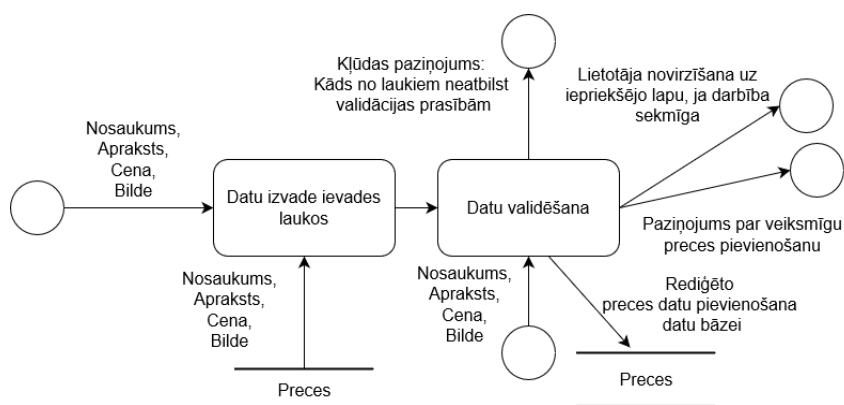 Kļūdas paziņojums:
Kāds no laukiem neatbilst
validācijas prasībām
Lietotāja novirzīšana uz
iepriekšējo lapu, ja darbība
sekmīga
Nosaukums,
Apraksts,
Cena,
Bilde
Datu izvade ievades
laukos
Datu validēšana
Paziņojums par veiksmīgu
preces pievienošanu
Nosaukums,
Apraksts,
Cena,
Bilde
Nosaukums,
Apraksts,
Cena,
Bilde
Rediģēto
preces datu pievienošana
datu bāzei
Preces
Preces